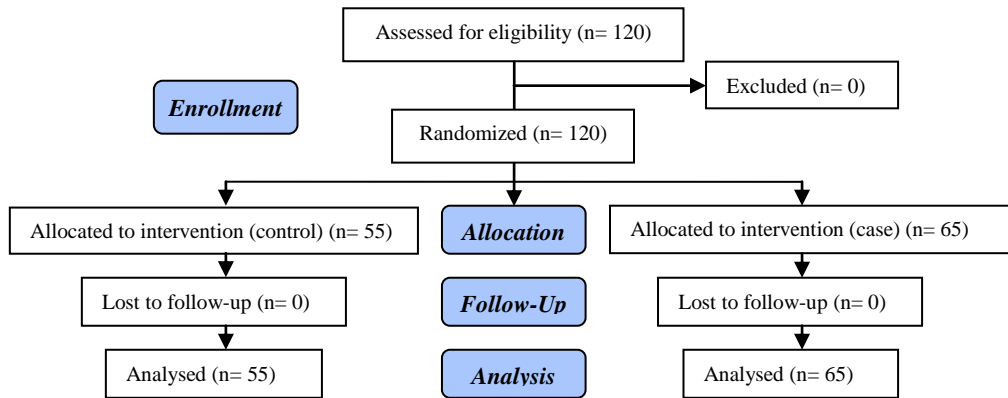 Assessed for eligibility (n= 120)
Excluded (n= 0)
Enrollment
Randomized (n= 120)
Allocated to intervention (control) (n= 55)
Allocation
Allocated to intervention (case) (n= 65)
Lost to follow-up (n= 0)
Follow-Up
Lost to follow-up (n= 0)
Analysed (n= 55)
Analysis
Analysed (n= 65)